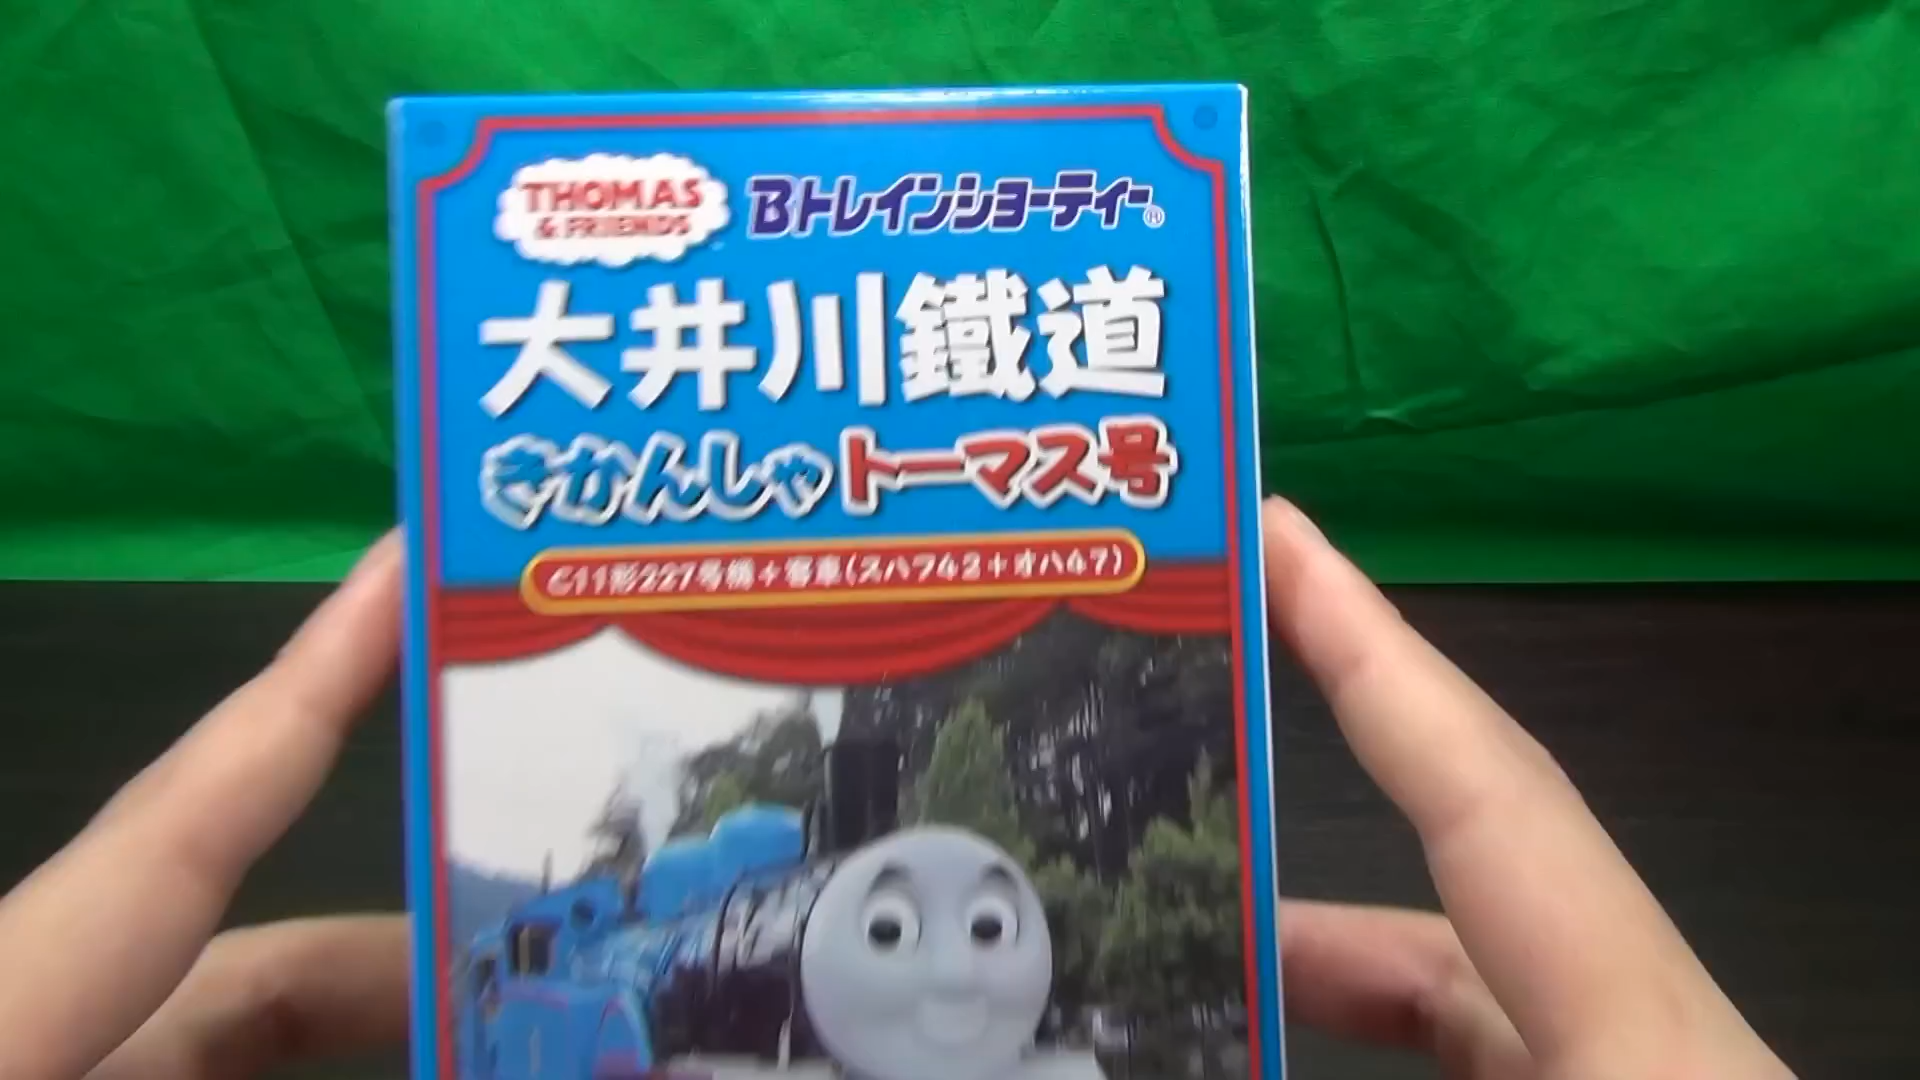 THOMAS
& FRIENDS
Bトレインショーティー®
大井川鐵道
きかんしゃトーマス号
C11形227号機+客車(スハフ42+オハ47)
1